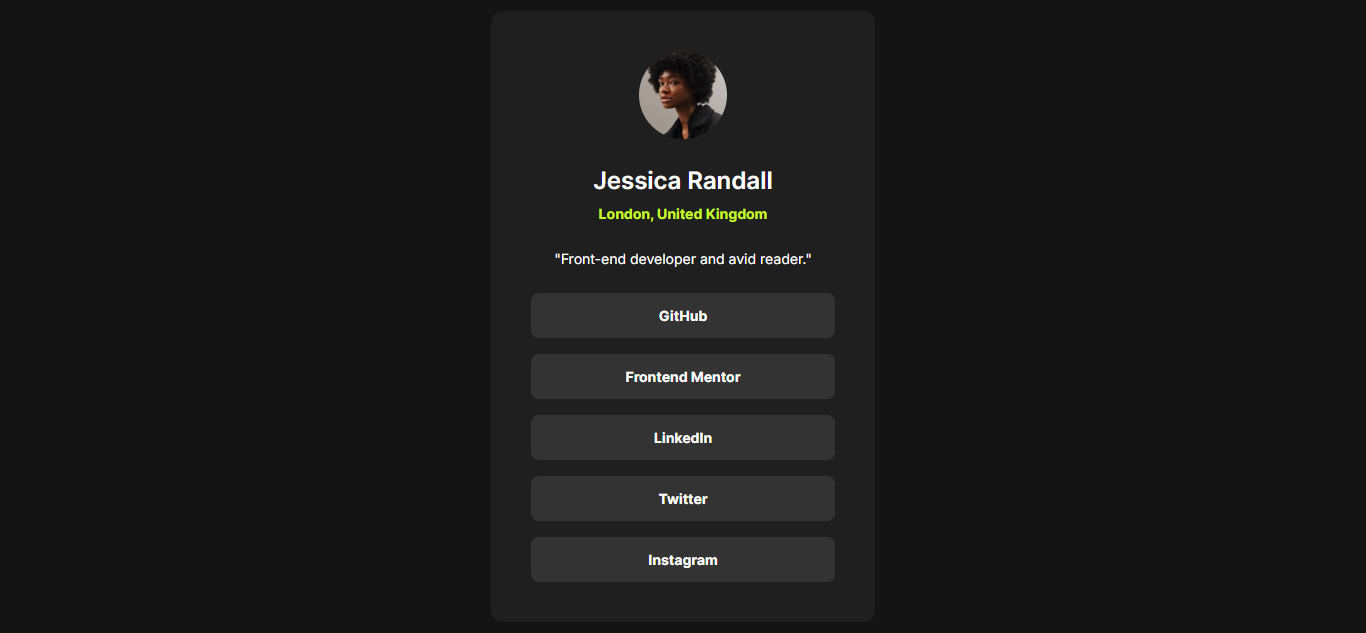 Jessica Randall
London, United Kingdom
"Front-end developer and avid reader."
GitHub
Frontend Mentor
LinkedIn
Twitter
Instagram